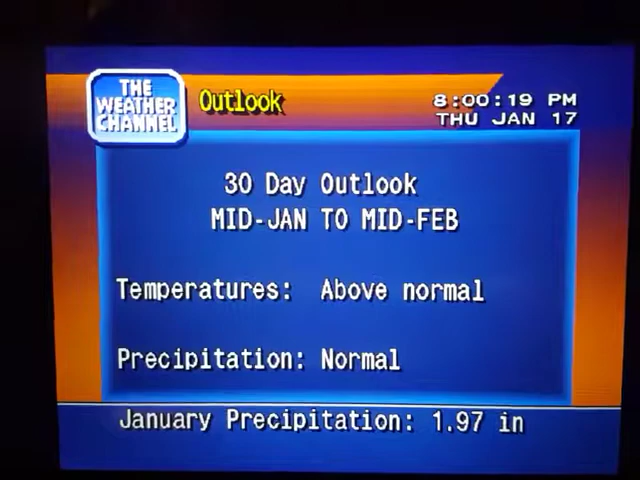 THE
WEATHER
CHANNEL
Outlook
8:00:19 PM
THU JAN 17
30 Day Outlook
MID-JAN TO MID-FEB
Temperatures: Above normal
Precipitation: Normal
January Precipitation: 1.97 in